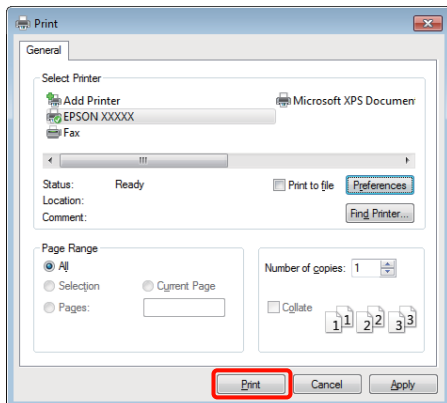 Print
General
Select Printer
Add Printer
Microsoft XPS Documen
EPSON XXXXX
Fax
Status: Ready
Print to file
Preferences
Location:
Comment:
Find Printer...
Page Range
All
Selection
Current Page
Pages:
Number of copies: 1
Collate
1 1 2 2 3 3
Print
Cancel
Apply